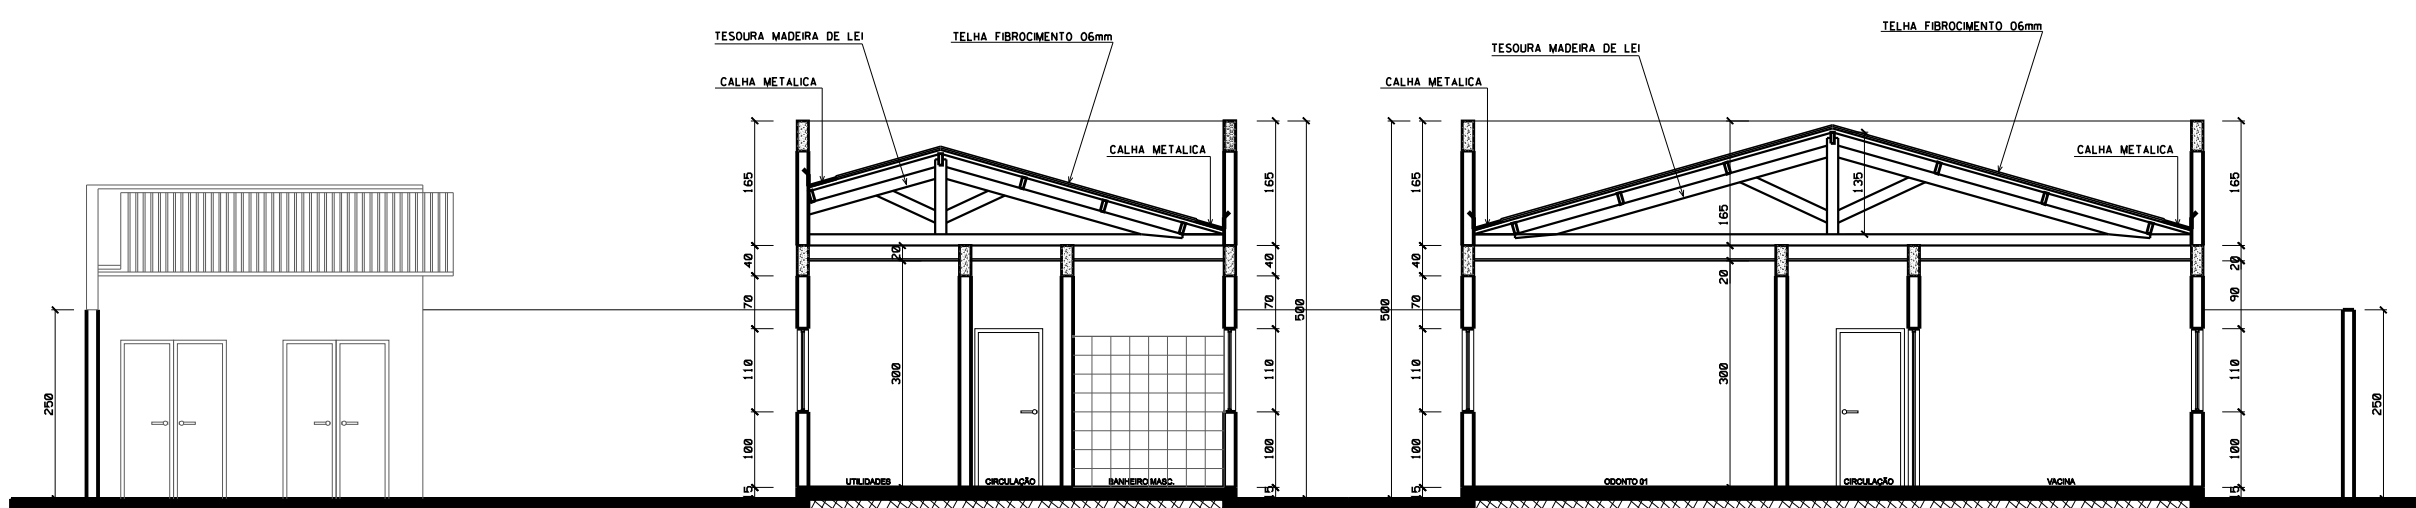 TELHA FIBROCIMENTO 06mm
TESOURA MADEIRA DE LEI
TELHA FIBROCIMENTO 06mm
TESOURA MADEIRA DE LEI
CALHA METALICA
CALHA METALICA
CALHA METALICA
CALHA METALICA
165
165
165
165
135
165
40
20
40
40
20
20
70
70
500
500
70
90
110
300
110
110
300
110
250
250
100
100
100
100
UTILIDADES
CIRCULAÇÃO
BANHEIRO MASC.
ODONTO 01
CIRCULAÇÃO
VACINA
15
15
15
15